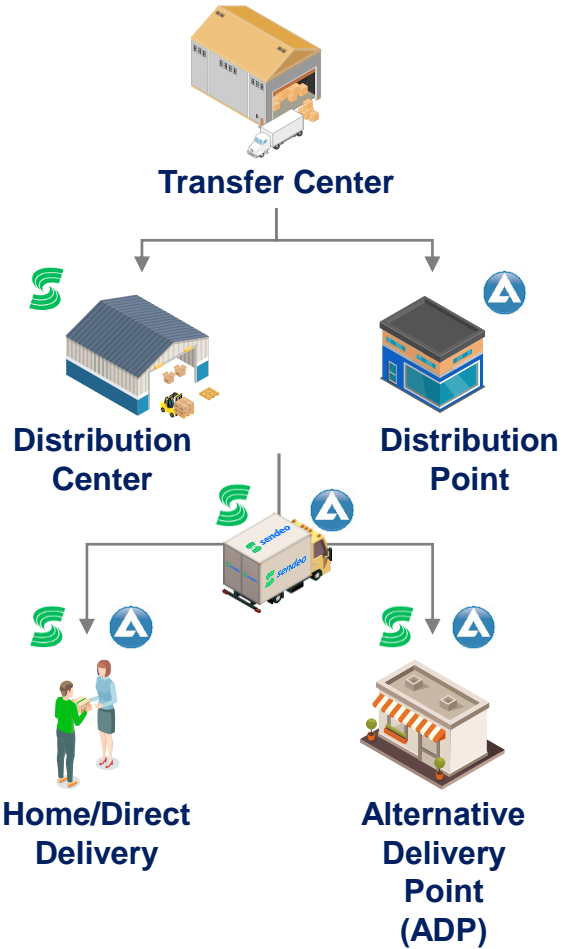 Transfer Center
Distribution
Center
Distribution
Point
sendeo
sendeo
Home/Direct
Delivery
Alternative
Delivery
Point
(ADP)